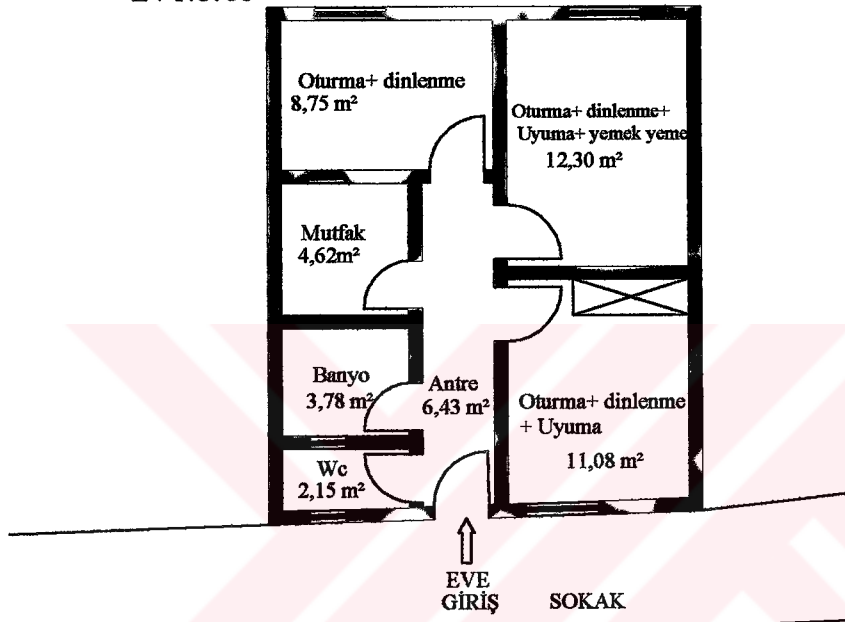 Oturma+ dinlenme
8,75 m²
Oturma+ dinlenme+
Uyuma+ yemek yeme
12,30 m²
Mutfak
4,62m²
Banyo
3,78 m²
Antre
6,43 m²
Oturma+ dinlenme
+ Uyuma
11,08 m²
Wc
2,15 m²
EVE
GİRİŞ
SOKAK